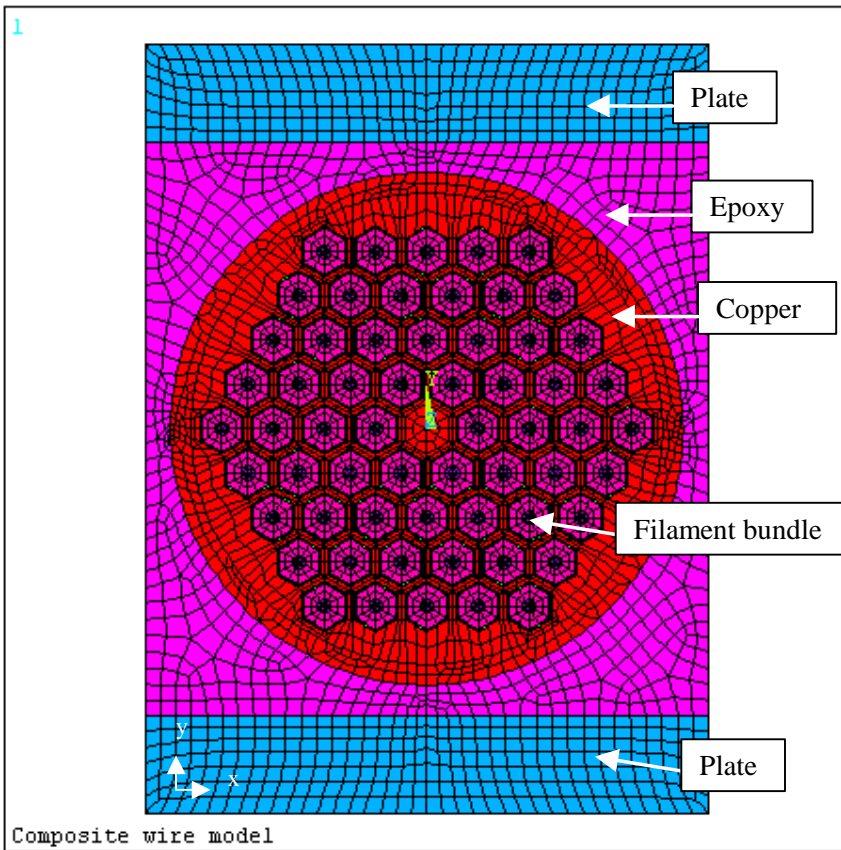 1
Plate
Epoxy
Copper
Y
Filament bundle
y
x
Plate
Composite wire model